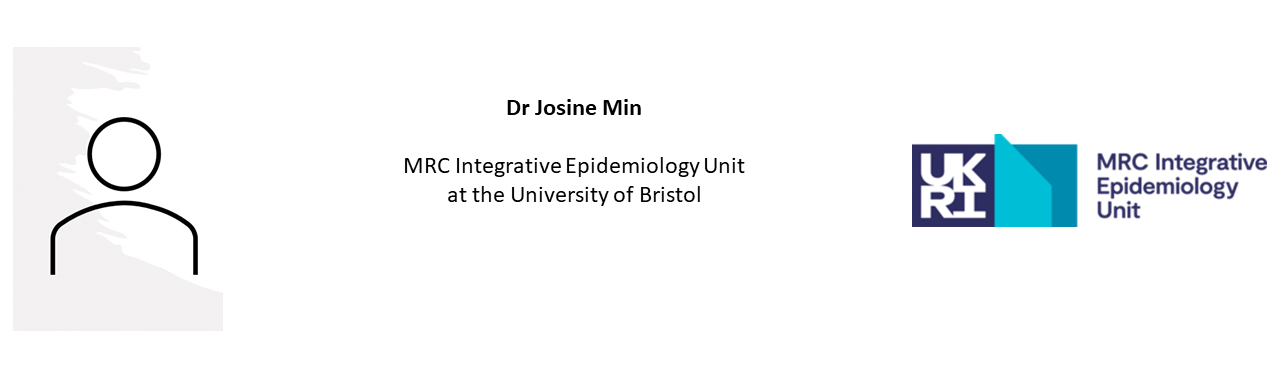 Dr Josine Min
MRC Integrative Epidemiology Unit
at the University of Bristol
UK
RI
MRC Integrative
Epidemiology
Unit